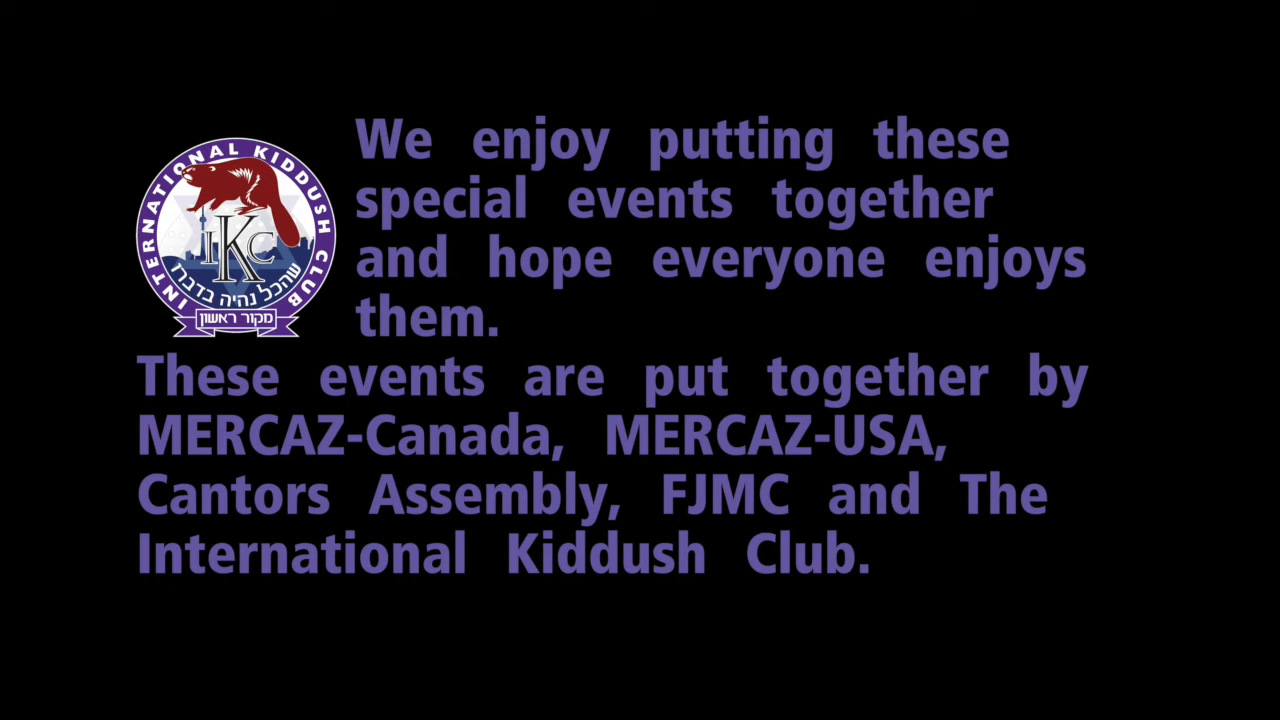 INTERNATIONAL KIDDUSH CLUB
IKC
שהכל נהיה בדברו
מקור ראשון
We enjoy putting these
special events together
and hope everyone enjoys
them.
These events are put together by
MERCAZ-Canada, MERCAZ-USA,
Cantors Assembly, FJMC and The
International Kiddush Club.